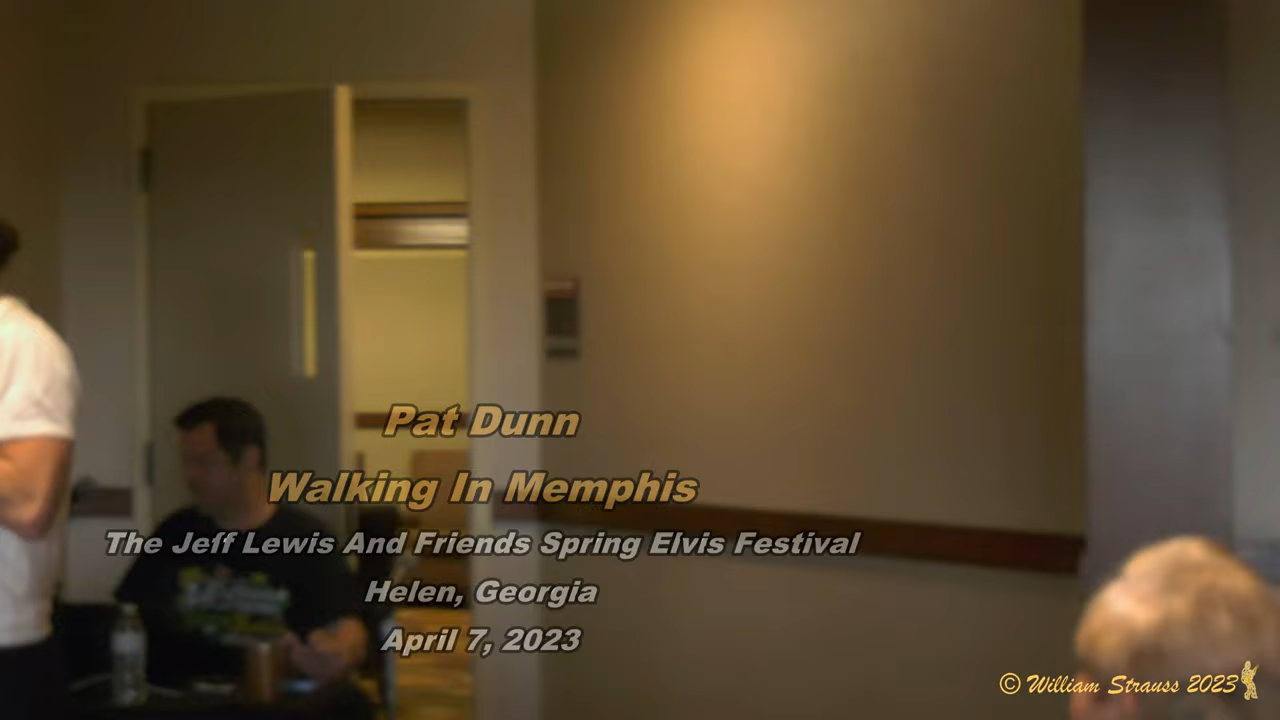 Pat Dunn
Walking In Memphis
The Jeff Lewis And Friends Spring Elvis Festival
Helen, Georgia
April 7, 2023
© William Strauss 2023